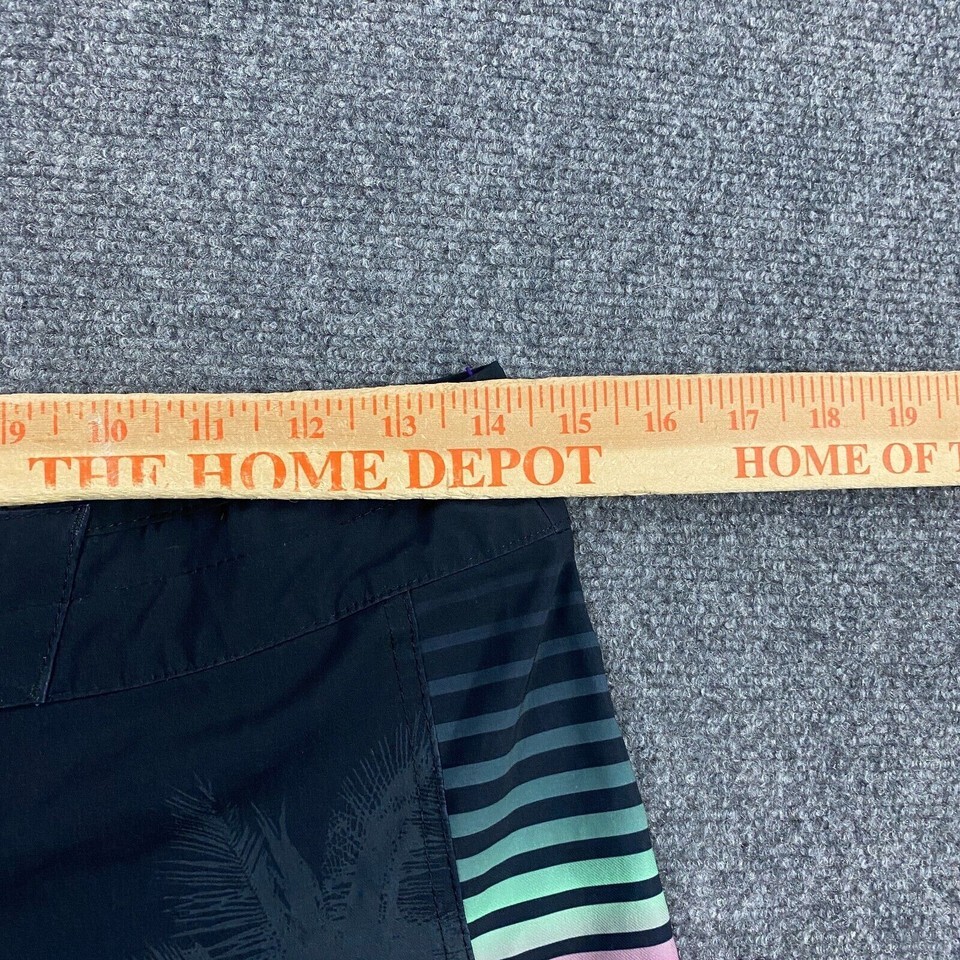 9 10 11 12 13 14 15 16 17 18 19
THE HOME DEPOT HOME OF